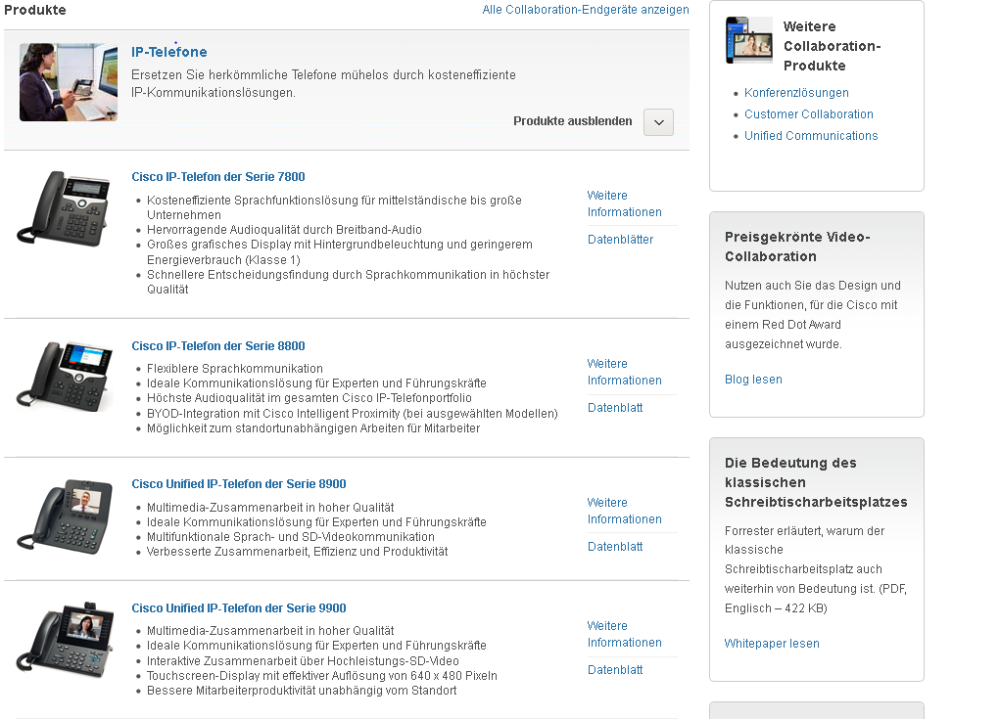 Produkte
Alle Collaboration-Endgeräte anzeigen
IP-Telefone
Ersetzen Sie herkömmliche Telefone mühelos durch kosteneffiziente
IP-Kommunikationslösungen.
Produkte ausblenden
Cisco IP-Telefon der Serie 7800
Kosteneffiziente Sprachfunktionslösung für mittelständische bis große
Unternehmen
Hervorragende Audioqualität durch Breitband-Audio
Großes grafisches Display mit Hintergrundbeleuchtung und geringerem
Energieverbrauch (Klasse 1)
Schnellere Entscheidungsfindung durch Sprachkommunikation in höchster
Qualität
Weitere
Informationen
Datenblätter
Cisco IP-Telefon der Serie 8800
Flexiblere Sprachkommunikation
Ideale Kommunikationslösung für Experten und Führungskräfte
Höchste Audioqualität im gesamten Cisco IP-Telefonportfolio
BYOD-Integration mit Cisco Intelligent Proximity (bei ausgewählten Modellen)
Möglichkeit zum standortunabhängigen Arbeiten für Mitarbeiter
Weitere
Informationen
Datenblatt
Cisco Unified IP-Telefon der Serie 8900
Multimedia-Zusammenarbeit in hoher Qualität
Ideale Kommunikationslösung für Experten und Führungskräfte
Multifunktionale Sprach- und SD-Videokommunikation
Verbesserte Zusammenarbeit, Effizienz und Produktivität
Weitere
Informationen
Datenblatt
Cisco Unified IP-Telefon der Serie 9900
Multimedia-Zusammenarbeit in hoher Qualität
Ideale Kommunikationslösung für Experten und Führungskräfte
Interaktive Zusammenarbeit über Hochleistungs-SD-Video
Touchscreen-Display mit effektiver Auflösung von 640 x 480 Pixeln
Bessere Mitarbeiterproduktivität unabhängig vom Standort
Weitere
Informationen
Datenblatt
Weitere
Collaboration-
Produkte
Konferenzlösungen
Customer Collaboration
Unified Communications
Preisgekrönte Video-
Collaboration
Nutzen auch Sie das Design und
die Funktionen, für die Cisco mit
einem Red Dot Award
ausgezeichnet wurde.
Blog lesen
Die Bedeutung des
klassischen
Schreibtischarbeitsplatzes
Forrester erläutert, warum der
klassische
Schreibtischarbeitsplatz auch
weiterhin von Bedeutung ist. (PDF,
Englisch – 422 KB)
Whitepaper lesen